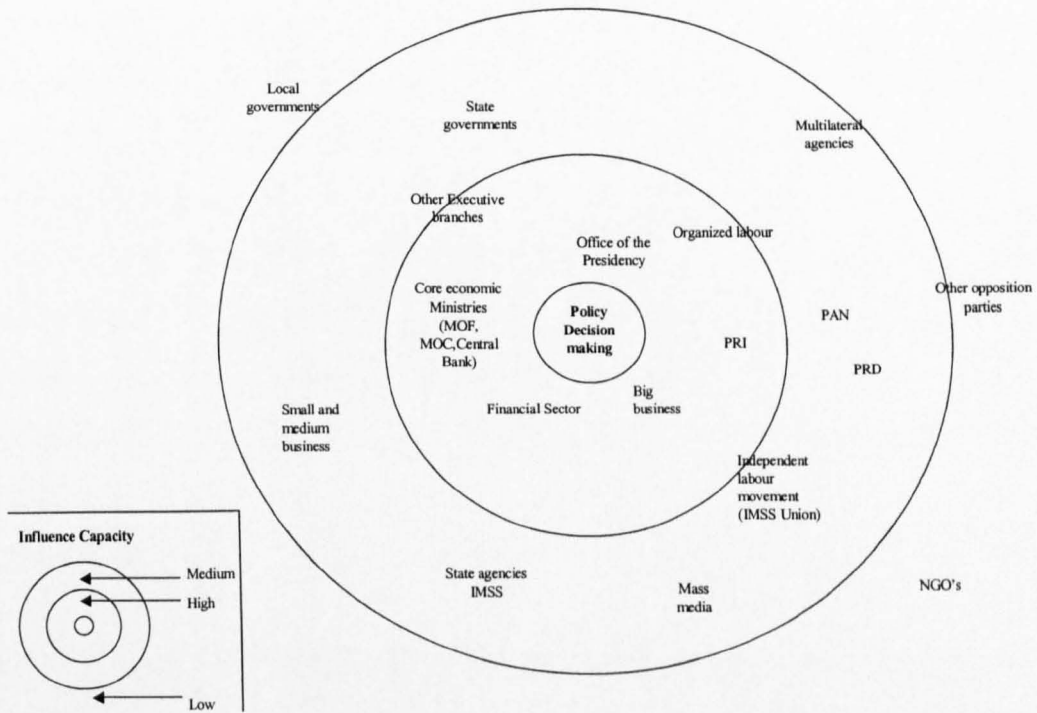 Local
governments
State
governments
Multilateral
agencies
Other Executive
branches
Organized labour
Office of the
Presidency
Core economic
Ministries
(MOF,
MOC,Central
Bank)
Policy
Decision
making
PRI
PAN
PRD
Other opposition
parties
Financial Sector
Big
business
Small and
medium
business
Independent
labour
movement
(IMSS Union)
State agencies
IMSS
Mass
media
NGO's
Influence Capacity
Medium
High
Low